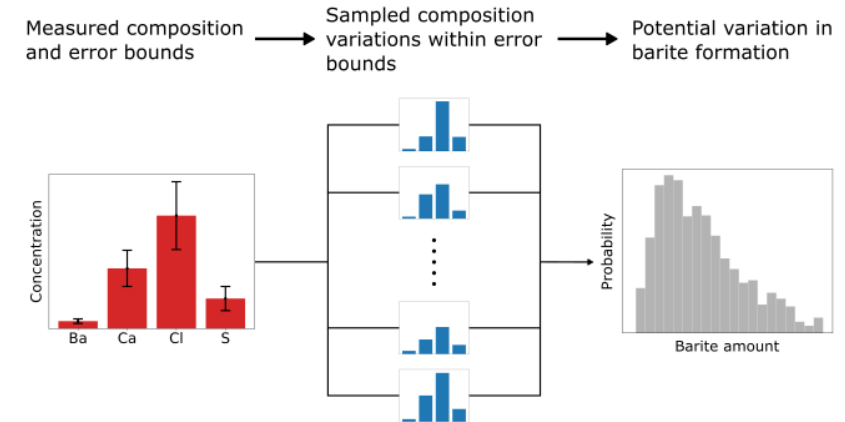 Measured composition
and error bounds
Sampled composition
variations within error
bounds
Potential variation in
barite formation
Concentration
Ba Ca Cl S
Probability
Barite amount